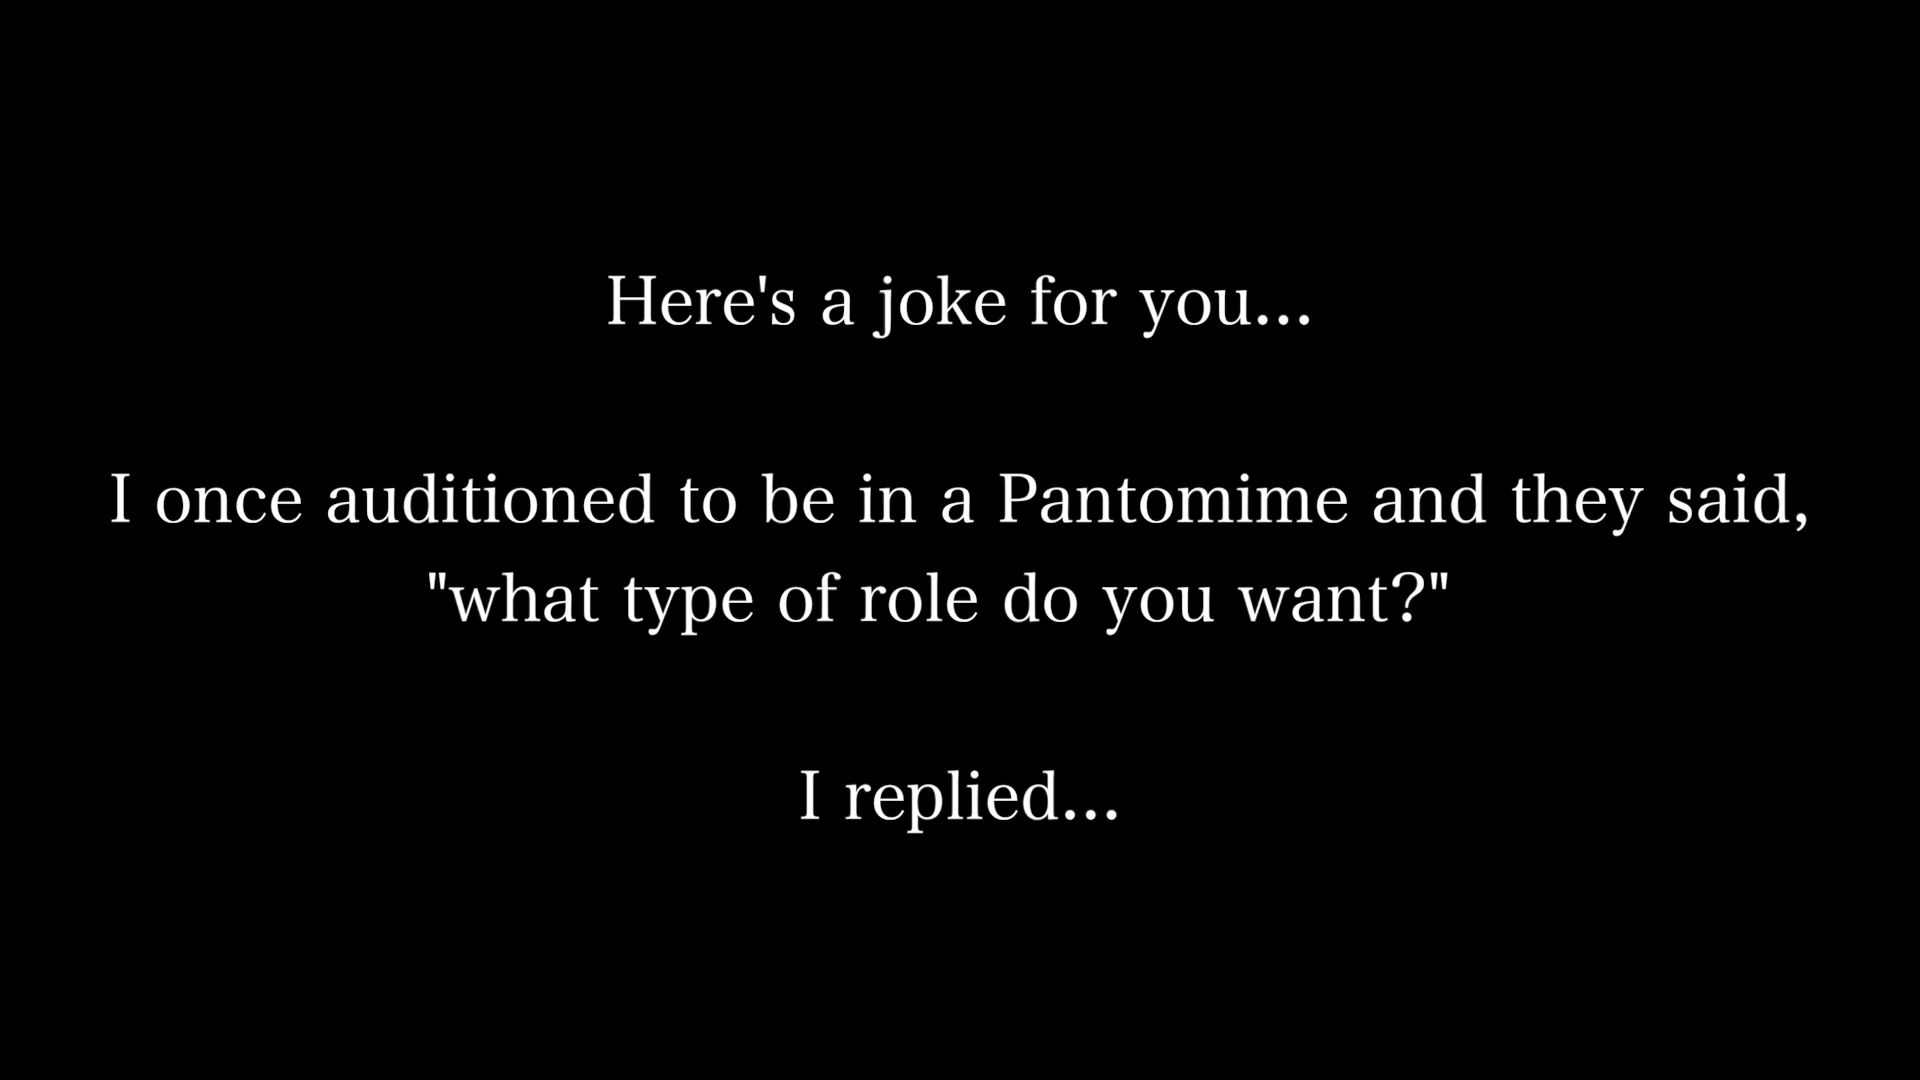 Here's a joke for you...
I once auditioned to be in a Pantomime and they said,
"what type of role do you want?"
I replied...